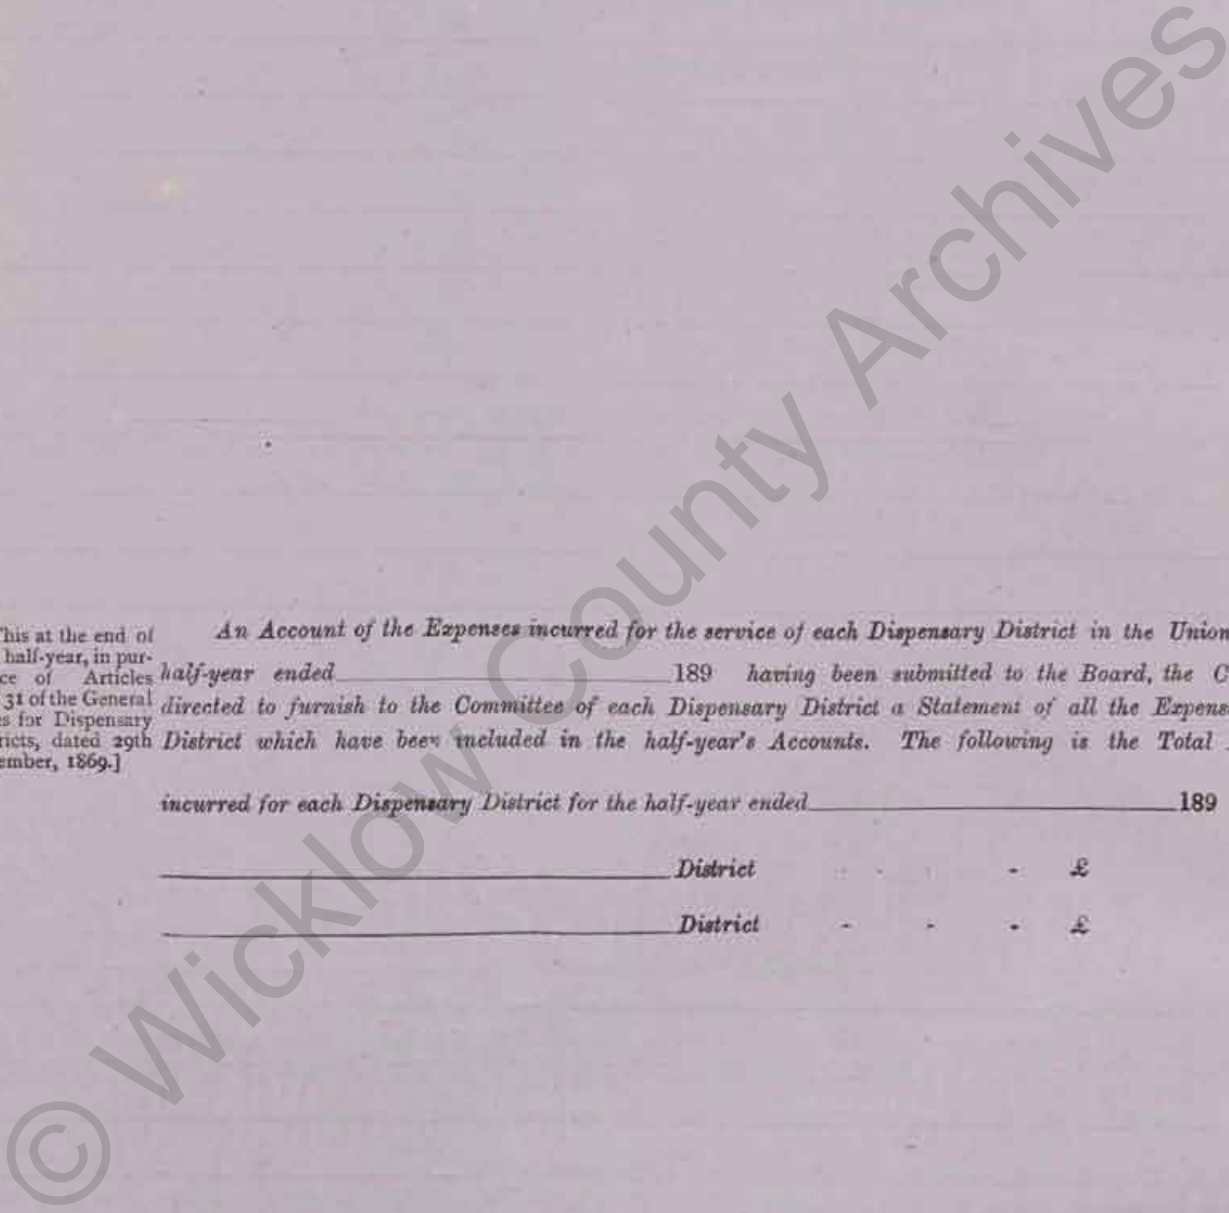 This at the end of
half-year, in pur-
ce of Articles
31 of the General
s for Dispensary
ricts, dated 29th
ember, 1869.]
An Account of the Expenses incurred for the service of each Dispensary District in the Union
half-year ended 189 having been submitted to the Board, the C
directed to furnish to the Committee of each Dispensary District a Statement of all the Expens
District which have been included in the half-year's Accounts. The following is the Total
incurred for each Dispensary District for the half-year ended 189
District - - - £
District - - - £
© Wicklow County Archives